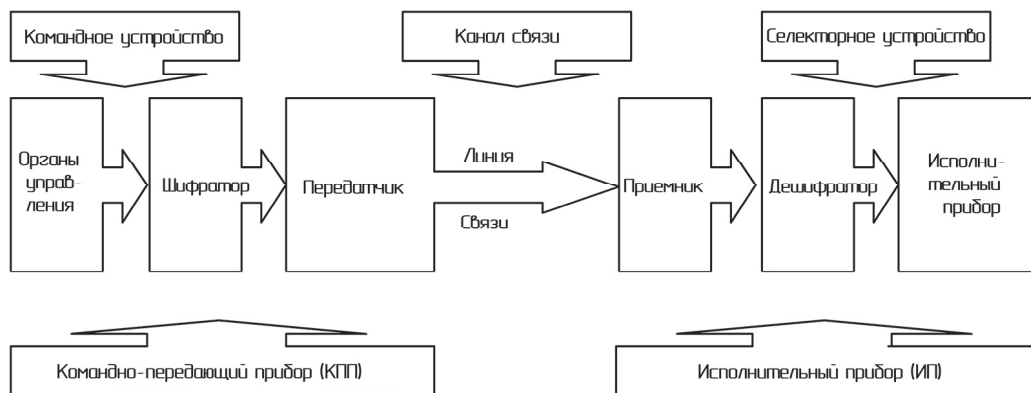 Командное устройство
Канал связи
Селекторное устройство
Органы
управ-
ления
Шифратор
Передатчик
Линия
Связи
Приемник
Дешифратор
Исполни-
тельный
прибор
Командно-передающий прибор (КПП)
Исполнительный прибор (ИП)